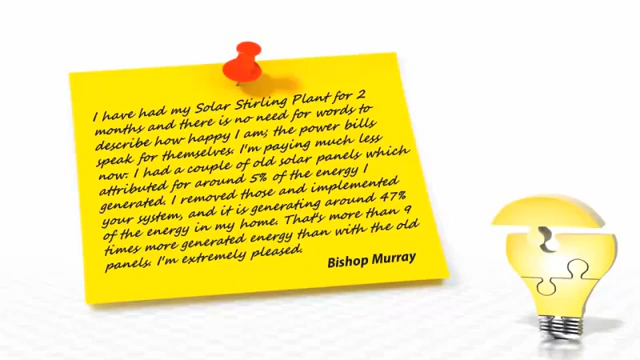 I have had my Solar Stirling Plant for 2
months and there is no need for words to
describe how happy I am; the power bills
speak for themselves. I'm paying much less
now. I had a couple of old solar panels which
attributed for around 5% of the energy I
generated. I removed those and implemented
your system, and it is generating around 47%
of the energy in my home. That's more than 9
times more generated energy than with the old
panels. I'm extremely pleased.
Bishop Murray